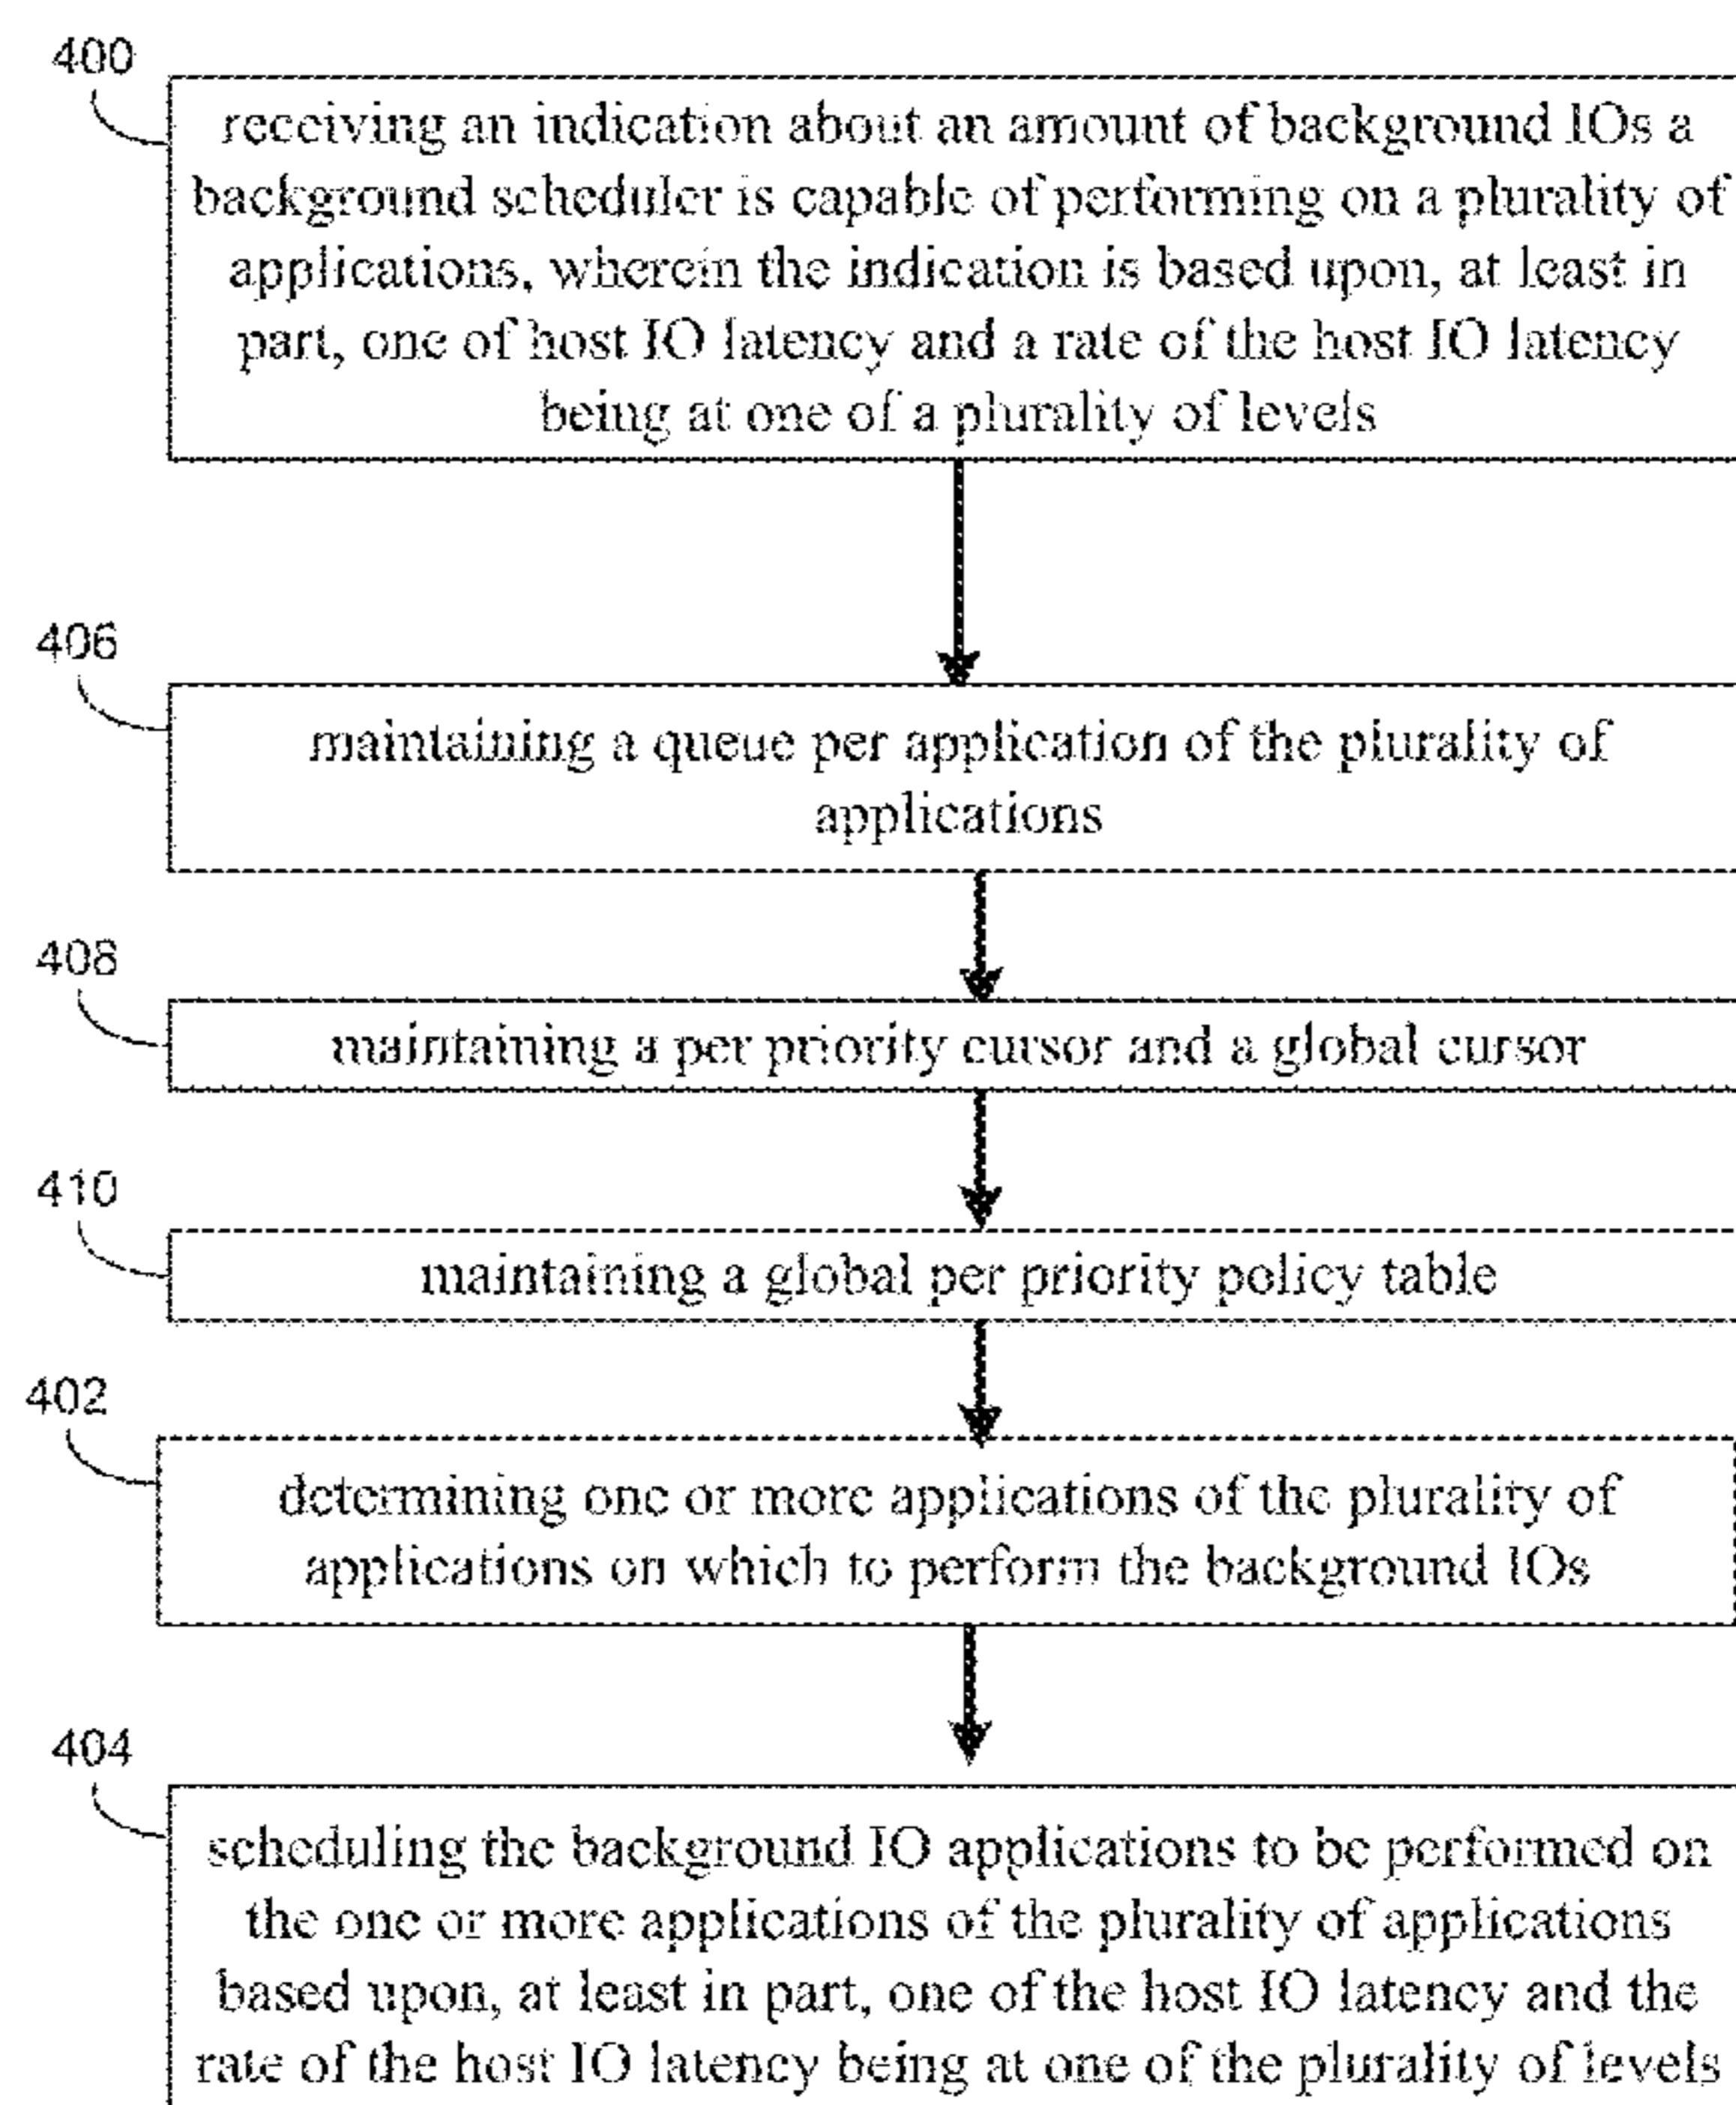 400
receiving an indication about an amount of background IOs a
background scheduler is capable of performing on a plurality of
applications, wherein the indication is based upon, at least in
part, one of host IO latency and a rate of the host IO latency
being at one of a plurality of levels
406
maintaining a queue per application of the plurality of
applications
408
maintaining a per priority cursor and a global cursor
410
maintaining a global per priority policy table
402
determining one or more applications of the plurality of
applications on which to perform the background IOs
404
scheduling the background IO applications to be performed on
the one or more applications of the plurality of applications
based upon, at least in part, one of the host IO latency and the
rate of the host IO latency being at one of the plurality of levels